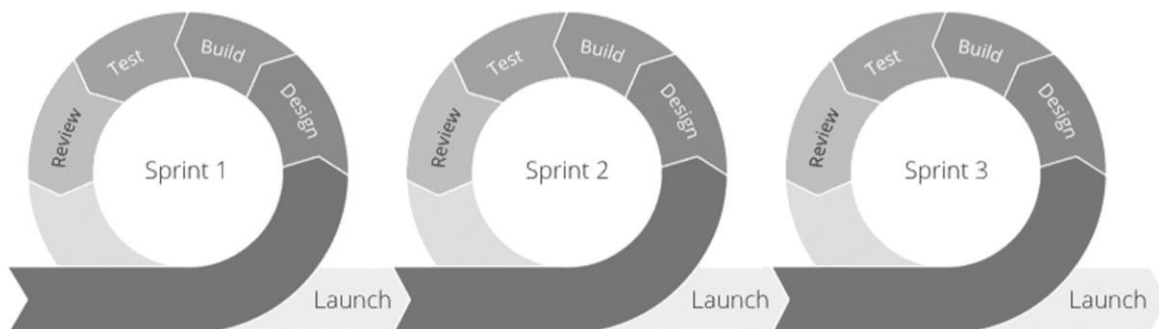 Test
Build
Design
Review
Sprint 1
Launch
Test
Build
Design
Review
Sprint 2
Launch
Test
Build
Design
Review
Sprint 3
Launch